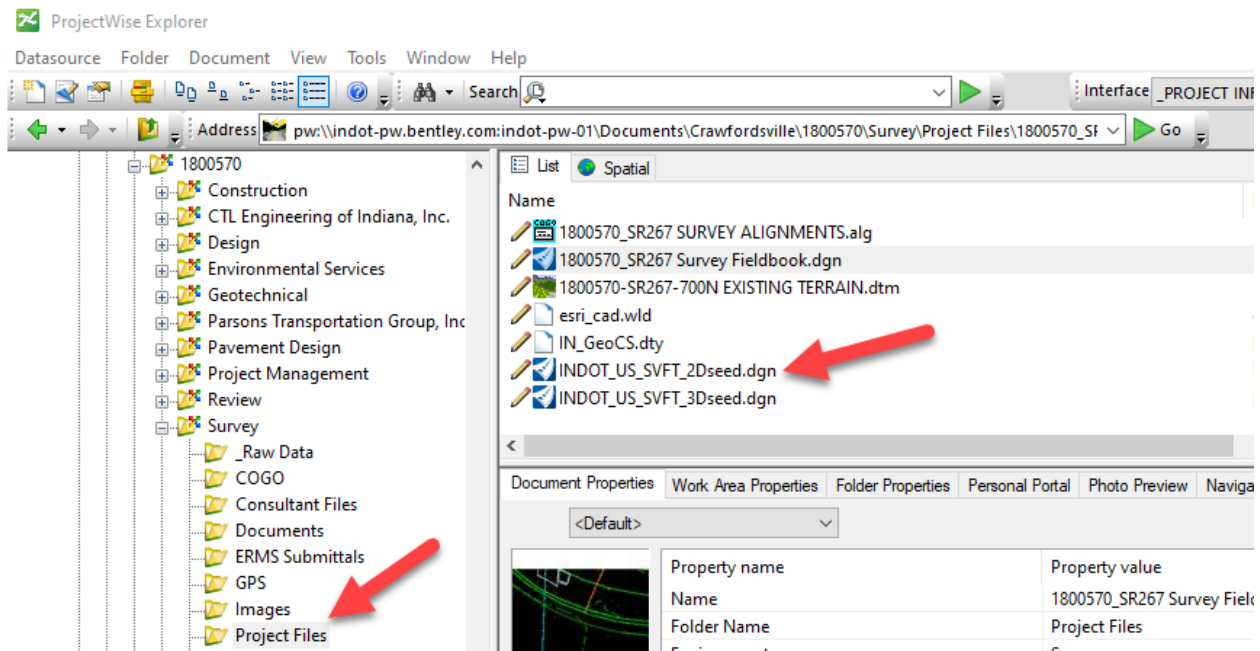 ProjectWise Explorer
Datasource Folder Document View Tools Window Help
Search
Interface _PROJECT INF
Address pw:\\indot-pw.bentley.com:indot-pw-01\Documents\Crawfordsville\1800570\Survey\Project Files\1800570_SF Go
1800570
Construction
CTL Engineering of Indiana, Inc.
Design
Environmental Services
Geotechnical
Parsons Transportation Group, Inc
Pavement Design
Project Management
Review
Survey
_Raw Data
COGO
Consultant Files
Documents
ERMS Submittals
GPS
Images
Project Files
List Spatial
Name
1800570_SR267 SURVEY ALIGNMENTS.alg
1800570_SR267 Survey Fieldbook.dgn
1800570-SR267-700N EXISTING TERRAIN.dtm
esri_cad.wld
IN_GeoCS.dty
INDOT_US_SVFT_2Dseed.dgn
INDOT_US_SVFT_3Dseed.dgn
Document Properties Work Area Properties Folder Properties Personal Portal Photo Preview Naviga
<Default>
Property name Property value
Name 1800570_SR267 Survey Fiel
Folder Name Project Files